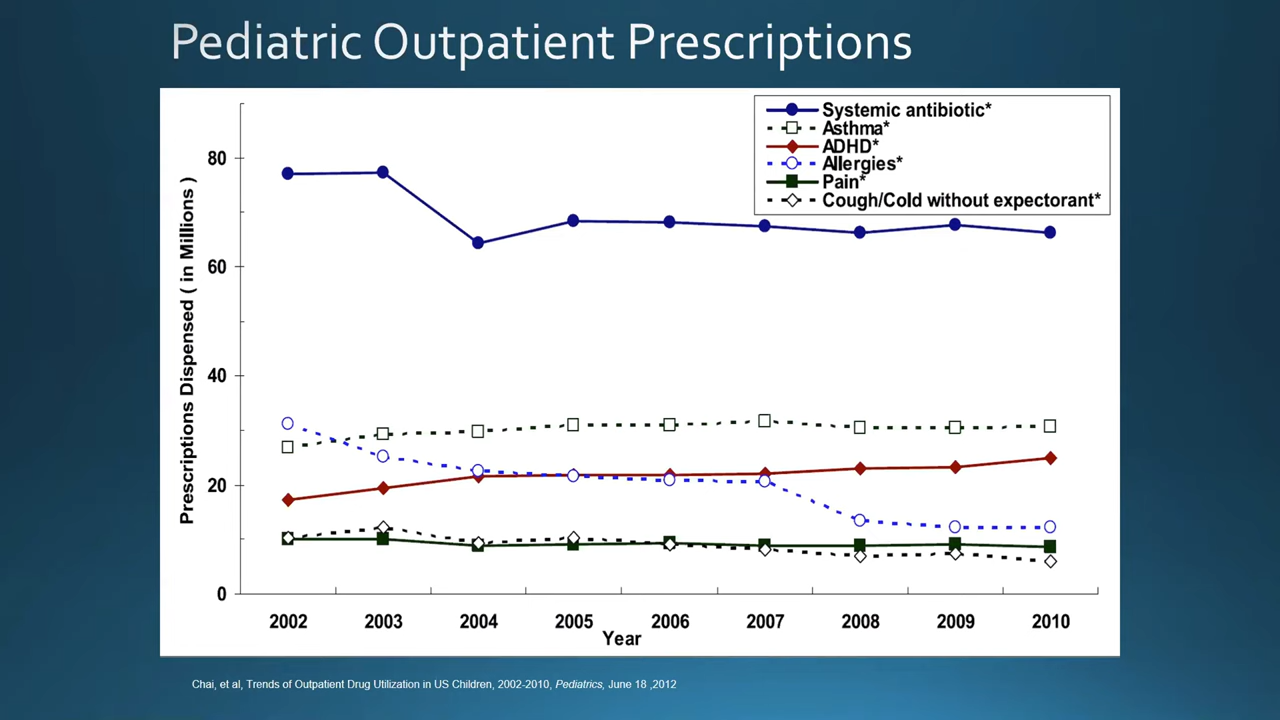 Pediatric Outpatient Prescriptions
Systemic antibiotic*
Asthma*
ADHD*
Allergies*
Pain*
Cough/Cold without expectorant*
Prescriptions Dispensed ( in Millions )
80
60
40
20
0
2002 2003 2004 2005 2006 2007 2008 2009 2010
Year
Chai, et al, Trends of Outpatient Drug Utilization in US Children, 2002-2010, Pediatrics, June 18 ,2012